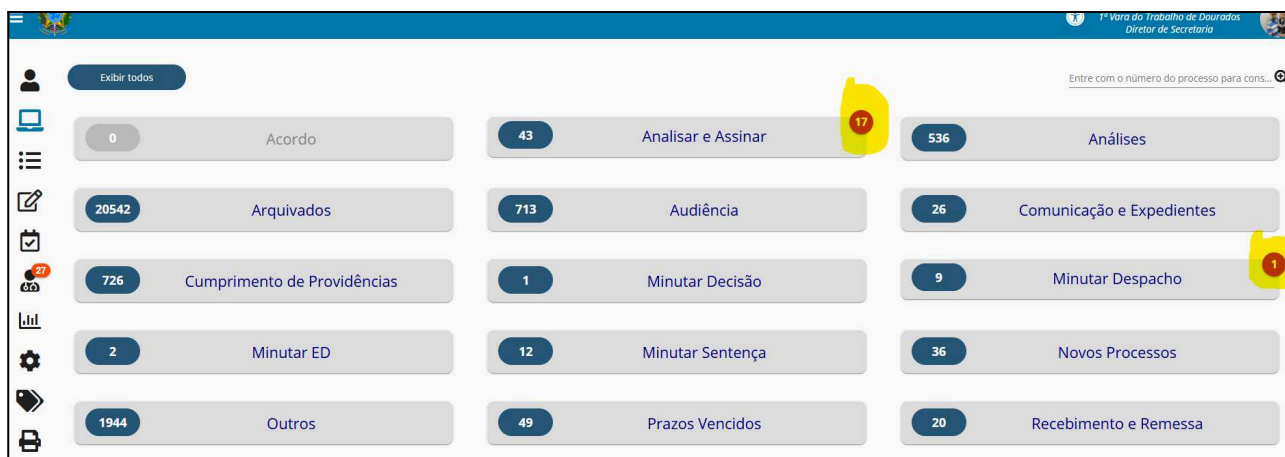 1ª Vara do Trabalho de Dourados
Diretor de Secretaria
Exibir todos
Entre com o número do processo para cons...
0 Acordo
43 Analisar e Assinar 17
536 Análises
20542 Arquivados
713 Audiência
26 Comunicação e Expedientes
27
726 Cumprimento de Providências
1 Minutar Decisão
9 Minutar Despacho 1
2 Minutar ED
12 Minutar Sentença
36 Novos Processos
1944 Outros
49 Prazos Vencidos
20 Recebimento e Remessa